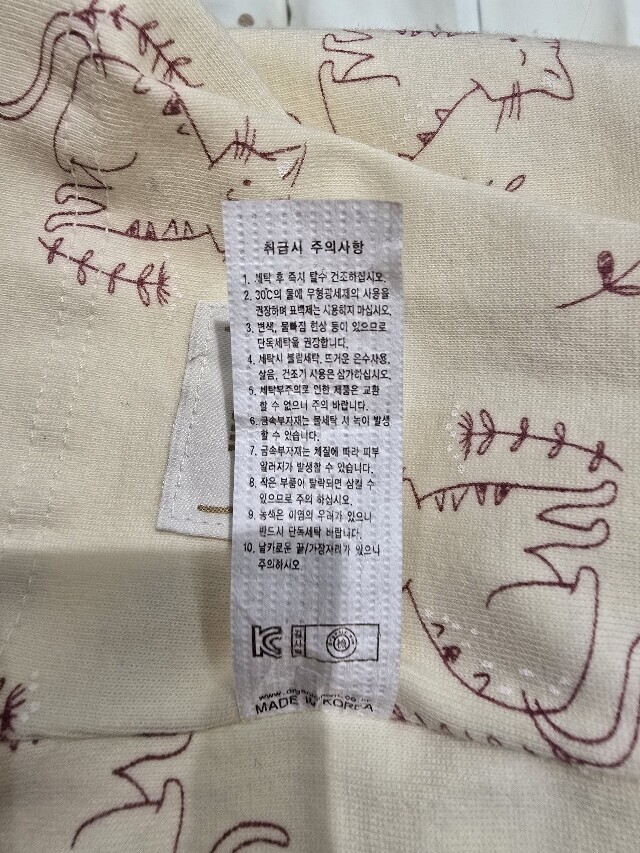 취급시 주의사항
1. 세탁 후 즉시 탈수 건조하십시오.
2. 30℃의 물에 무형광세제의 사용을
권장하며 표백제는 사용하지 마십시오.
3. 변색, 물빠짐 현상 등이 있으므로
단독세탁을 권장합니다.
4. 세탁시 불림세탁, 뜨거운 온수사용,
삶음, 건조기 사용은 삼가하십시오.
5. 세탁부주의로 인한 제품은 교환
할 수 없으니 주의 바랍니다.
6. 금속부자재는 물세탁 시 녹이 발생
할 수 있습니다.
7. 금속부자재는 체질에 따라 피부
알러지가 발생할 수 있습니다.
8. 작은 부품이 탈락되면 삼킬 수
있으므로 주의 하십시오.
9. 농색은 이염의 우려가 있으니
반드시 단독세탁 바랍니다.
10. 날카로운 끝/가장자리가 있으니
주의하시오
KC 검사필
MADE IN KOREA